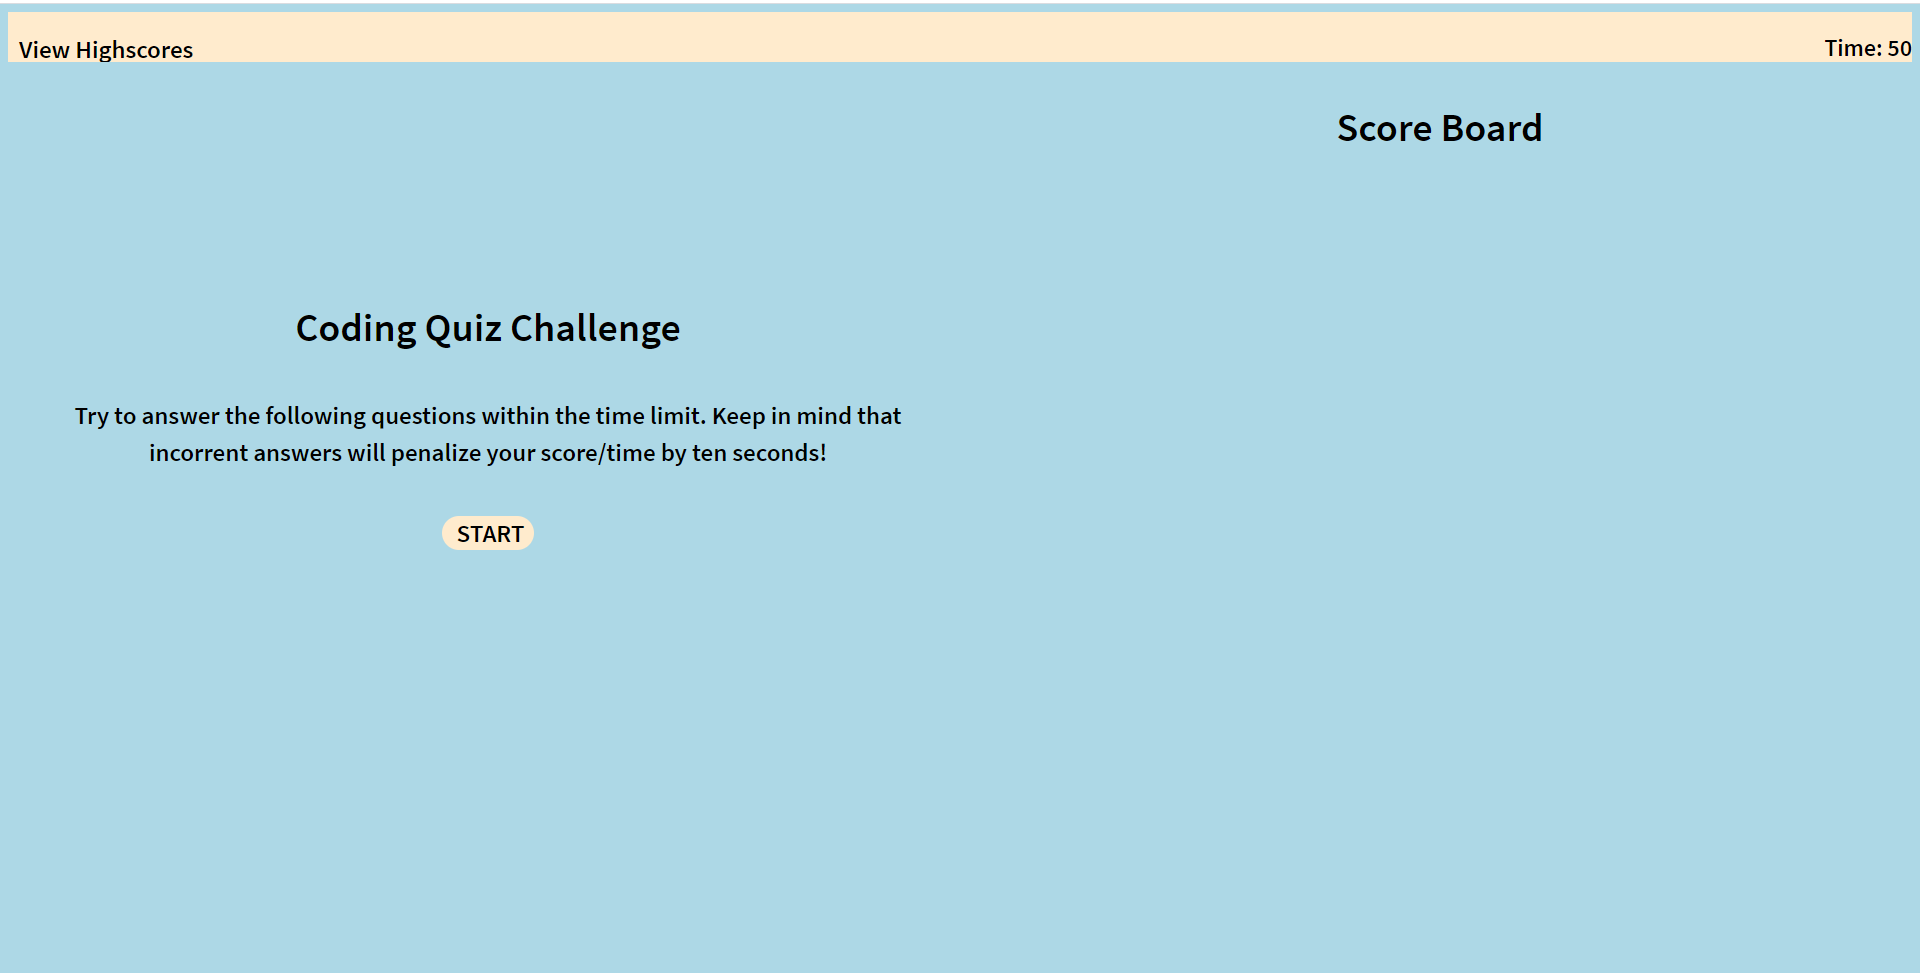 View Highscores
Time: 50
Score Board
Coding Quiz Challenge
Try to answer the following questions within the time limit. Keep in mind that
incorrent answers will penalize your score/time by ten seconds!
START